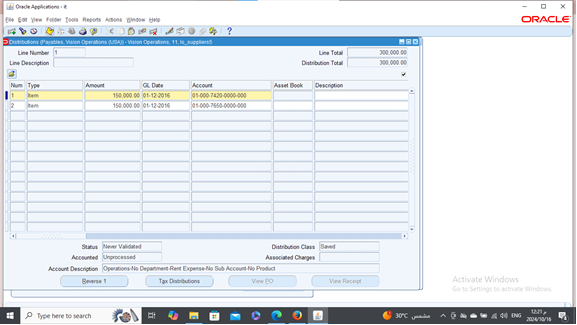 Oracle Applications - it
File Edit View Folder Tools Reports Actions Window Help
ORACLE
Distributions (Payables, Vision Operations (USA)) - Vision Operations, 11, to_suppliers5
Line Number 1 Line Total 300,000.00
Line Description Distribution Total 300,000.00
Num Type Amount GL Date Account Asset Book Description
1 Item 150,000.00 01-12-2016 01-000-7420-0000-000
2 Item 150,000.00 01-12-2016 01-000-7650-0000-000
Status Never Validated Distribution Class Saved
Accounted Unprocessed Associated Charges
Account Description Operations-No Department-Rent Expense-No Sub Account-No Product
Reverse 1 Tax Distributions View PO View Receipt
Activate Windows
Go to Settings to activate Windows.
Type here to search 30°C مشمس ENG 12:21 م
2024/10/16